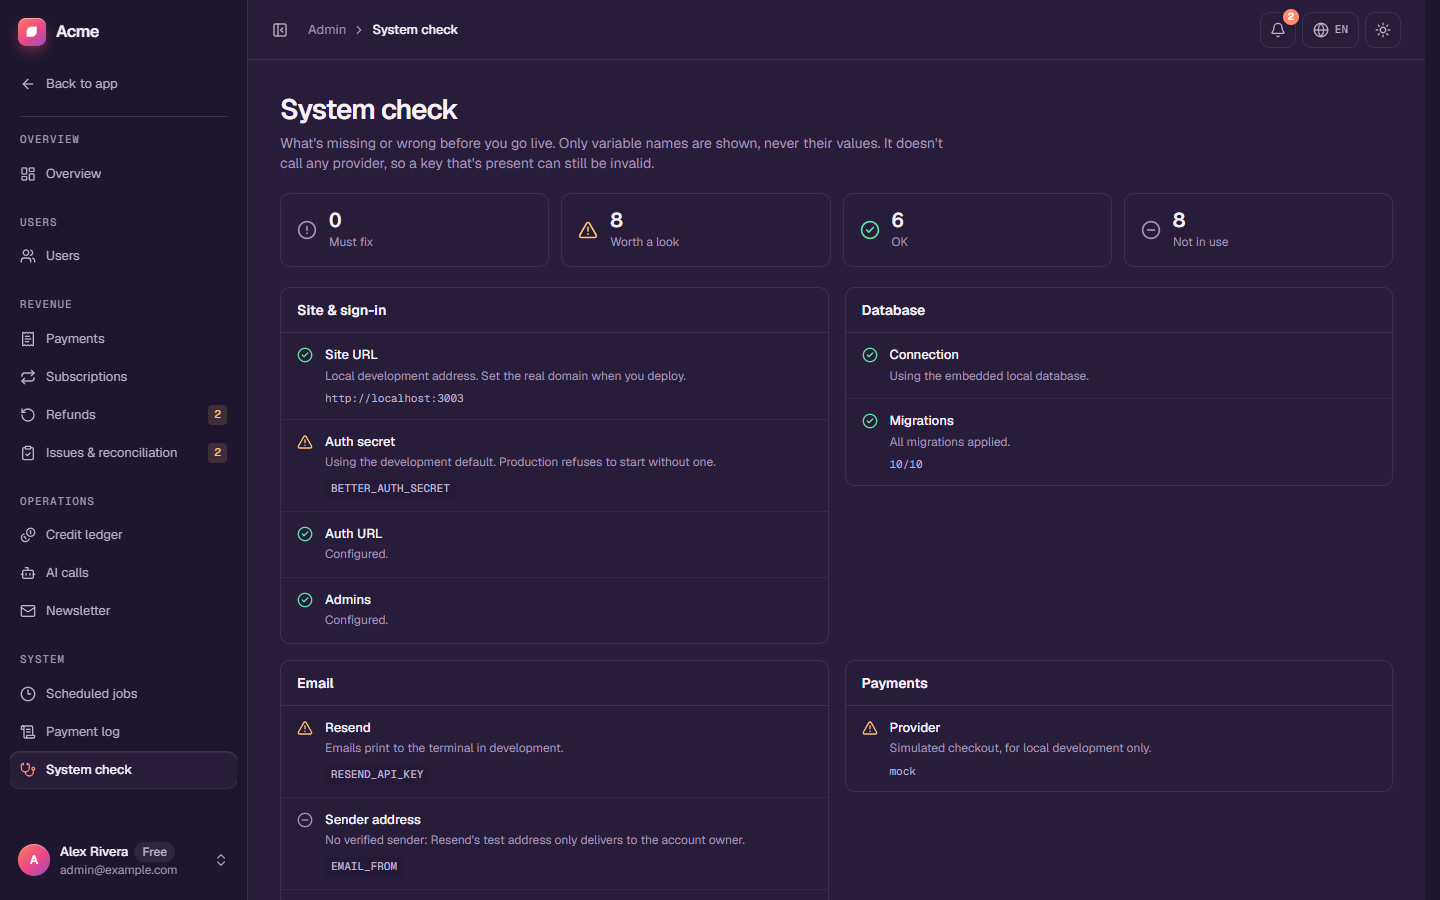 Acme
Back to app
OVERVIEW
Overview
USERS
Users
REVENUE
Payments
Subscriptions
Refunds
2
Issues & reconciliation
2
OPERATIONS
Credit ledger
AI calls
Newsletter
SYSTEM
Scheduled jobs
Payment log
System check
A
Alex Rivera
Free
admin@example.com
Admin
System check
2
EN
System check
What's missing or wrong before you go live. Only variable names are shown, never their values. It doesn't
call any provider, so a key that's present can still be invalid.
0
Must fix
8
Worth a look
6
OK
8
Not in use
Site & sign-in
Site URL
Local development address. Set the real domain when you deploy.
http://localhost:3003
Auth secret
Using the development default. Production refuses to start without one.
BETTER_AUTH_SECRET
Auth URL
Configured.
Admins
Configured.
Database
Connection
Using the embedded local database.
Migrations
All migrations applied.
10/10
Email
Resend
Emails print to the terminal in development.
RESEND_API_KEY
Sender address
No verified sender: Resend's test address only delivers to the account owner.
EMAIL_FROM
Payments
Provider
Simulated checkout, for local development only.
mock